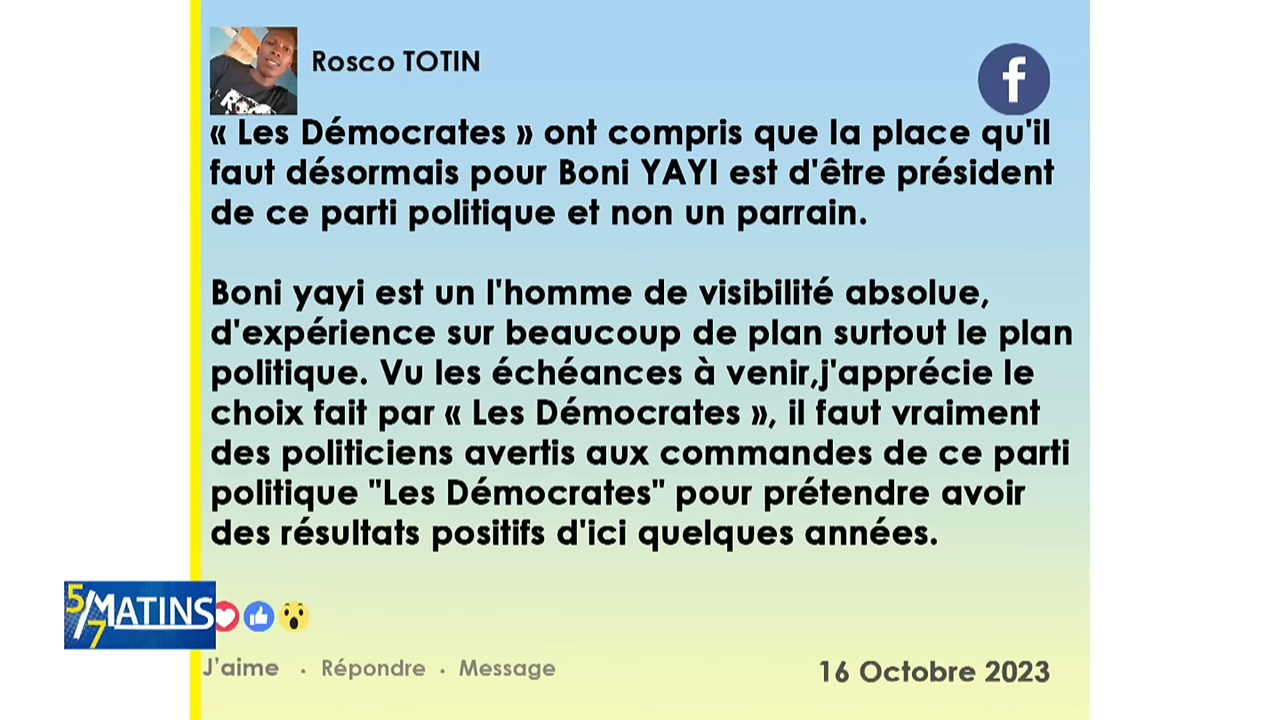 Rosco TOTIN
f
« Les Démocrates » ont compris que la place qu'il
faut désormais pour Boni YAYI est d'être président
de ce parti politique et non un parrain.
Boni yayi est un l'homme de visibilité absolue,
d'expérience sur beaucoup de plan surtout le plan
politique. Vu les échéances à venir,j'apprécie le
choix fait par « Les Démocrates », il faut vraiment
des politiciens avertis aux commandes de ce parti
politique "Les Démocrates" pour prétendre avoir
des résultats positifs d'ici quelques années.
5/7 MATINS
J'aime · Répondre · Message
16 Octobre 2023